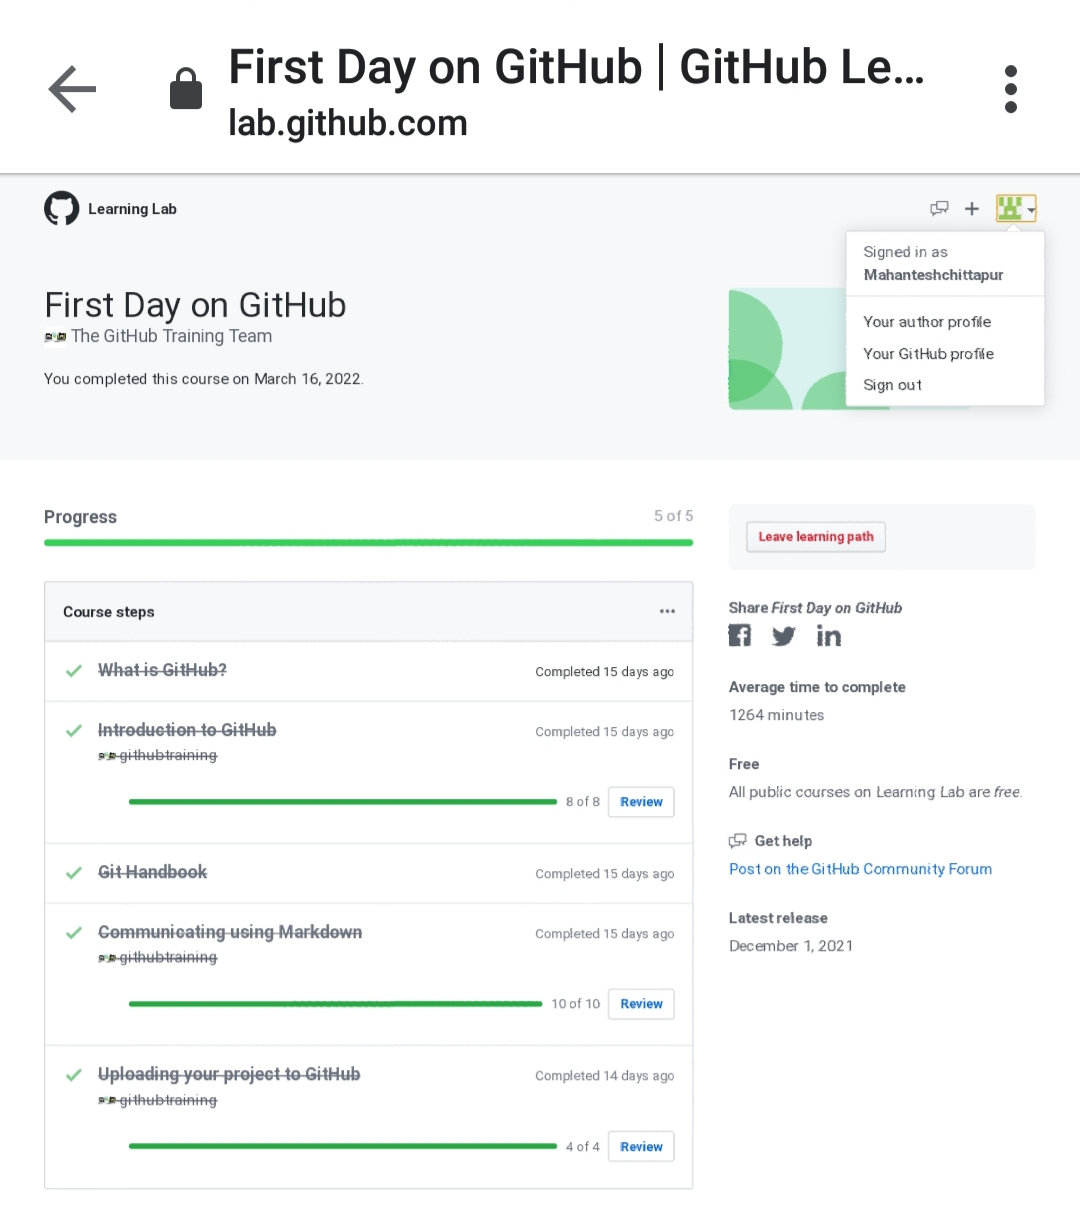 First Day on GitHub | GitHub Le...
lab.github.com
Learning Lab
Signed in as
Mahanteshchittapur
Your author profile
Your GitHub profile
Sign out
First Day on GitHub
The GitHub Training Team
You completed this course on March 16, 2022.
Progress
5 of 5
Course steps
What is GitHub?
Completed 15 days ago
Introduction to GitHub
Completed 15 days ago
githubtraining
8 of 8
Review
Git Handbook
Completed 15 days ago
Communicating using Markdown
Completed 15 days ago
githubtraining
10 of 10
Review
Uploading your project to GitHub
Completed 14 days ago
githubtraining
4 of 4
Review
Leave learning path
Share First Day on GitHub
Average time to complete
1264 minutes
Free
All public courses on Learning Lab are free.
Get help
Post on the GitHub Community Forum
Latest release
December 1, 2021